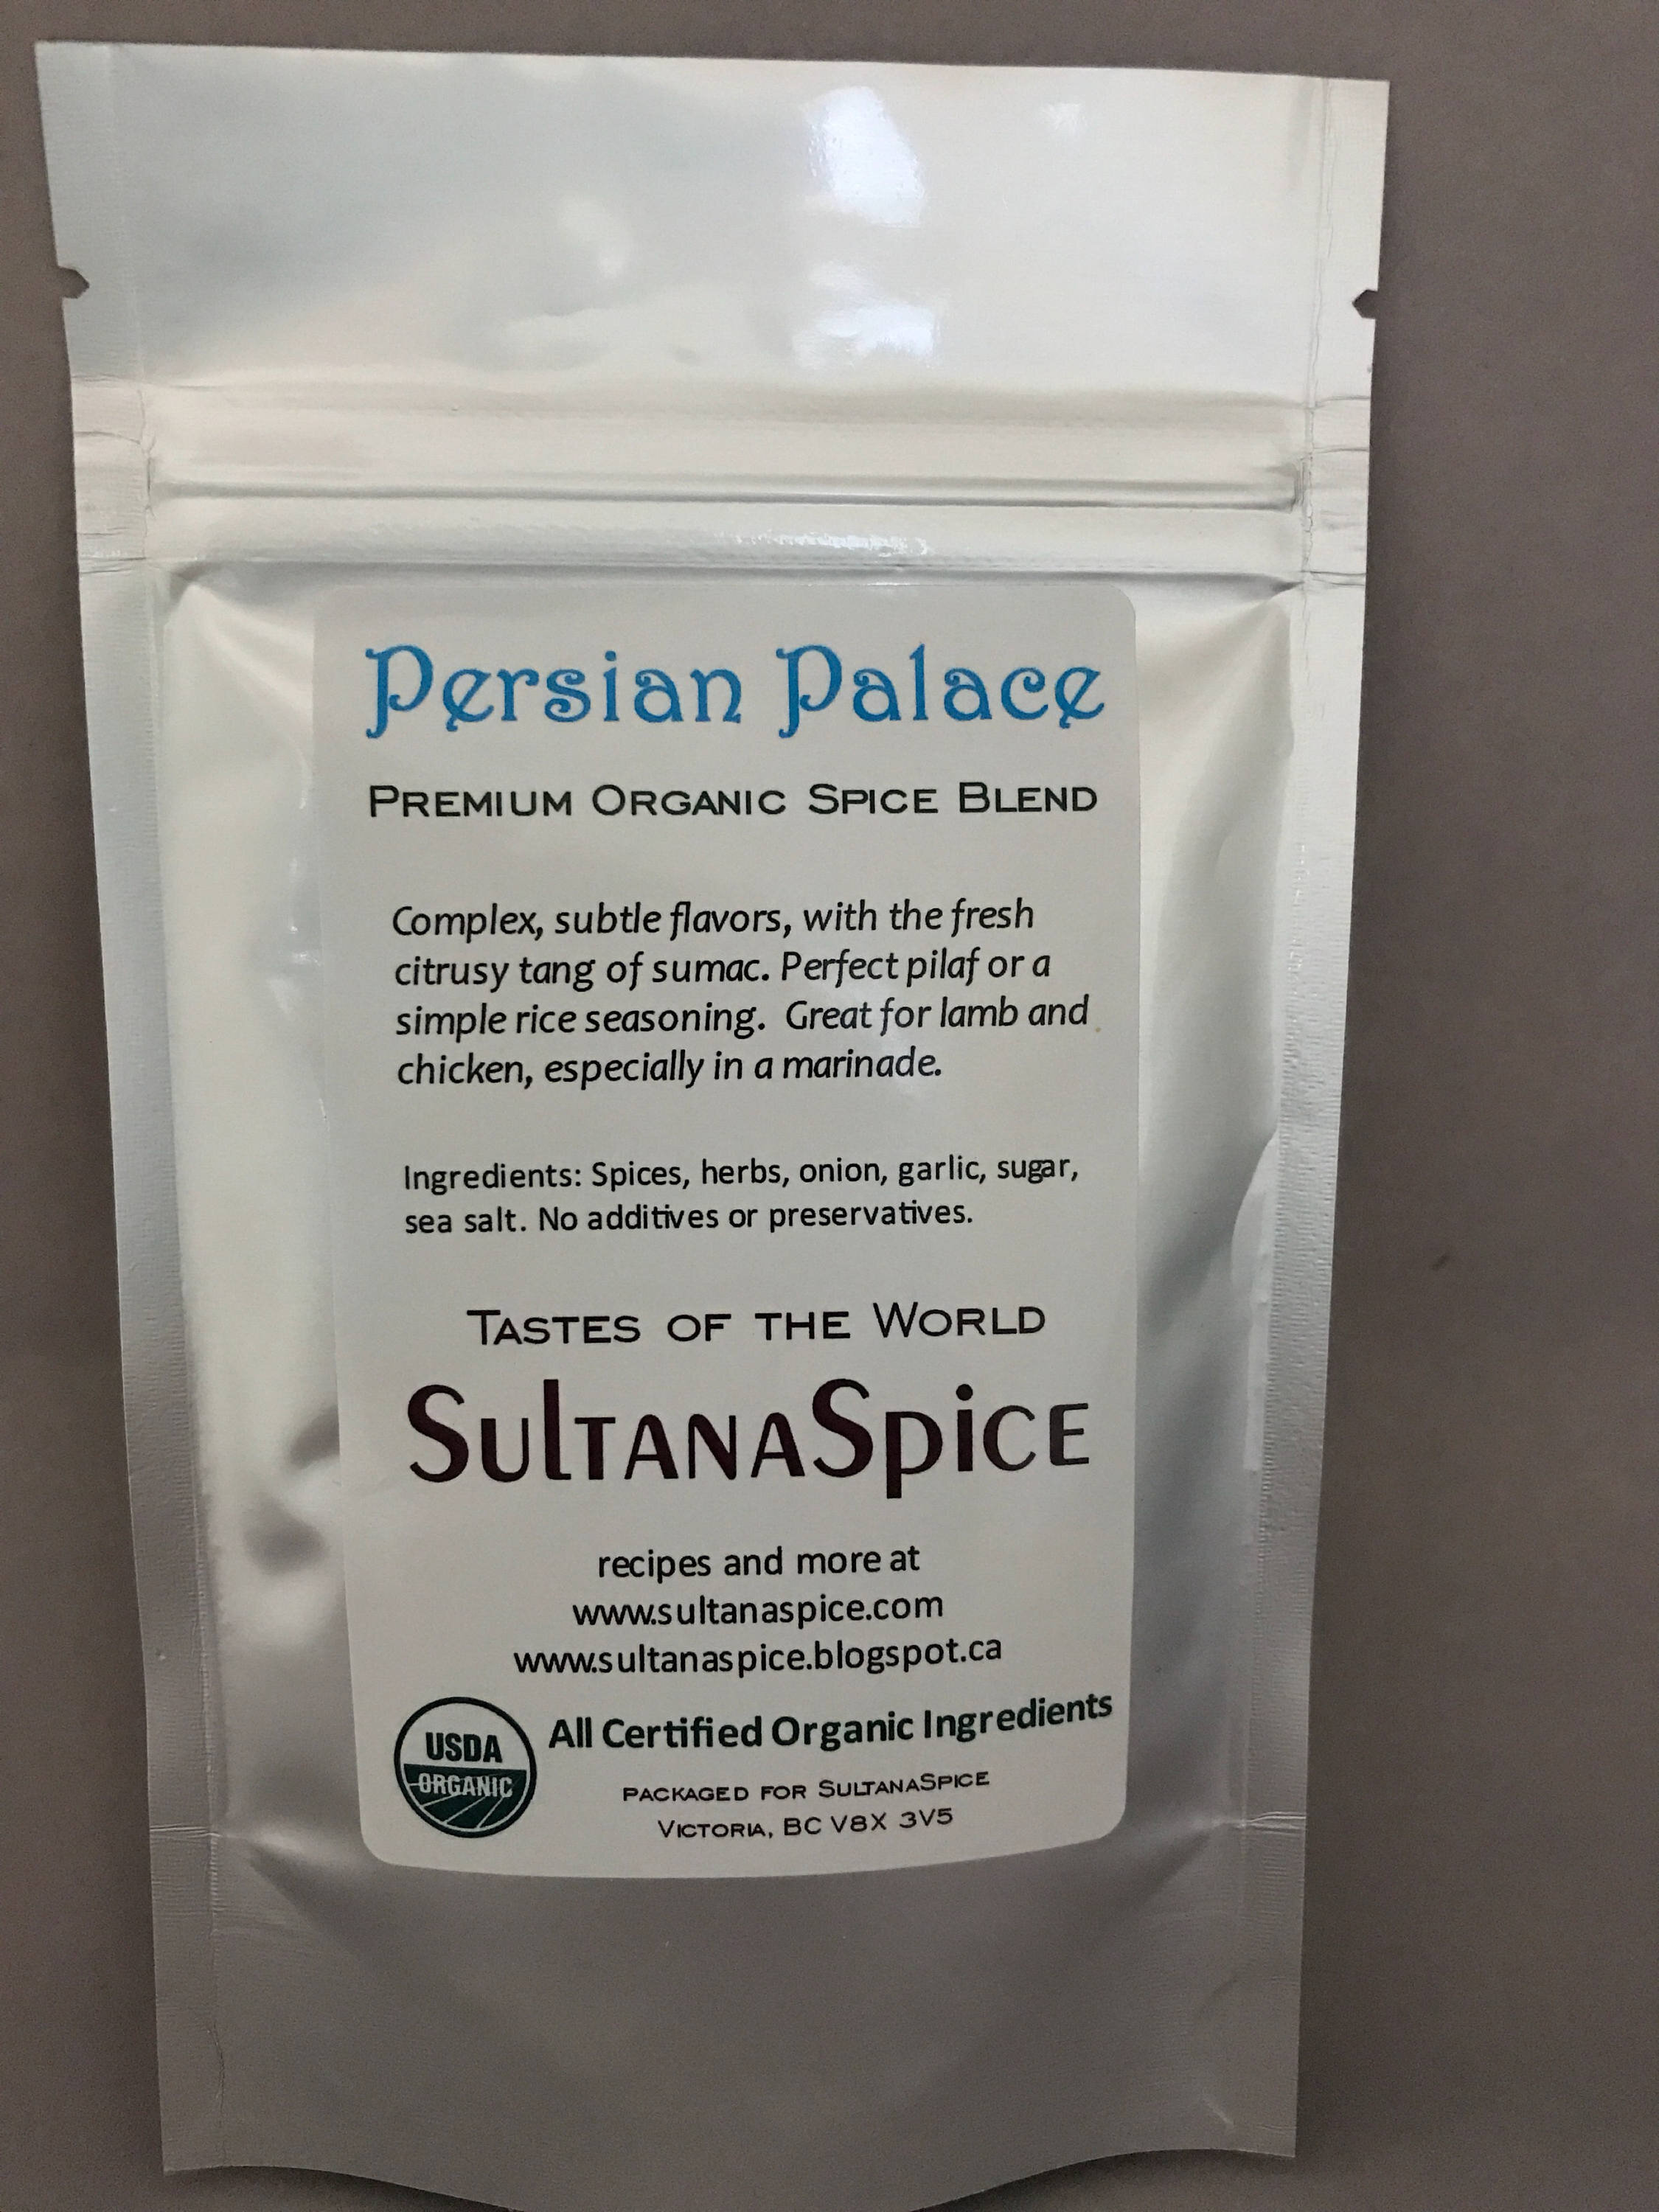 Persian Palace
PREMIUM ORGANIC SPICE BLEND
Complex, subtle flavors, with the fresh
citrusy tang of sumac. Perfect pilaf or a
simple rice seasoning.  Great for lamb and
chicken, especially in a marinade.
Ingredients: Spices, herbs, onion, garlic, sugar,
sea salt. No additives or preservatives.
TASTES OF THE WORLD
SulTANASpiCE
recipes and more at
www.sultanaspice.com
www.sultanaspice.blogspot.ca
USDA
ORGANIC
All Certified Organic Ingredients
PACKAGED FOR SULTANASPICE
VICTORIA, BC V8X 3V5